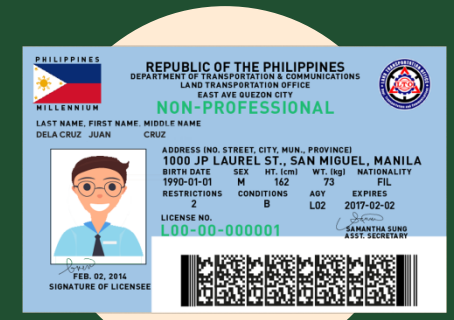 PHILIPPINES
MILLENNIUM
REPUBLIC OF THE PHILIPPINES
DEPARTMENT OF TRANSPORTATION & COMMUNICATIONS
LAND TRANSPORTATION OFFICE
EAST AVE QUEZON CITY
NON-PROFESSIONAL
LTO
LAST NAME, FIRST NAME, MIDDLE NAME
DELA CRUZ JUAN CRUZ
ADDRESS (NO. STREET, CITY, MUN., PROVINCE)
1000 JP LAUREL ST., SAN MIGUEL, MANILA
BIRTH DATE SEX HT. (cm) WT. (kg) NATIONALITY
1990-01-01 M 162 73 FIL
RESTRICTIONS CONDITIONS AGY EXPIRES
2 B L02 2017-02-02
LICENSE NO.
L00-00-000001
SAMANTHA SUNG
ASST. SECRETARY
FEB. 02, 2014
SIGNATURE OF LICENSEE